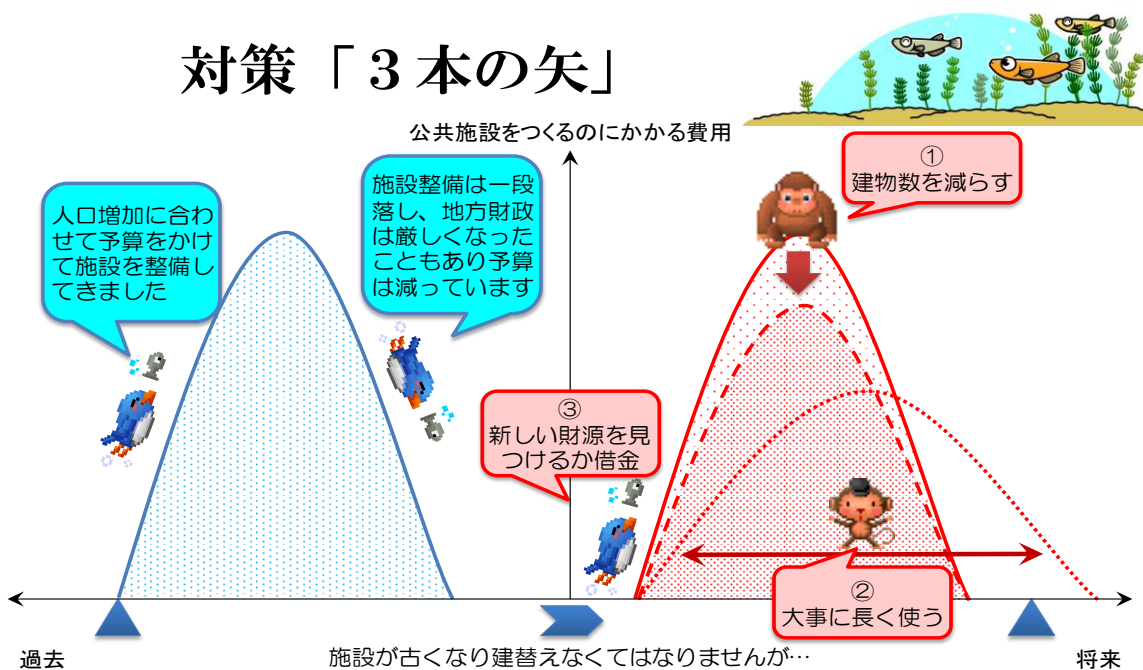 対策「３本の矢」
公共施設をつくるのにかかる費用
人口増加に合わ
せて予算をかけ
て施設を整備し
てきました
施設整備は一段
落し、地方財政
は厳しくなった
こともあり予算
は減っています
①
建物数を減らす
③
新しい財源を見
つけるか借金
②
大事に長く使う
過去
施設が古くなり建替えなくてはなりませんが…
将来